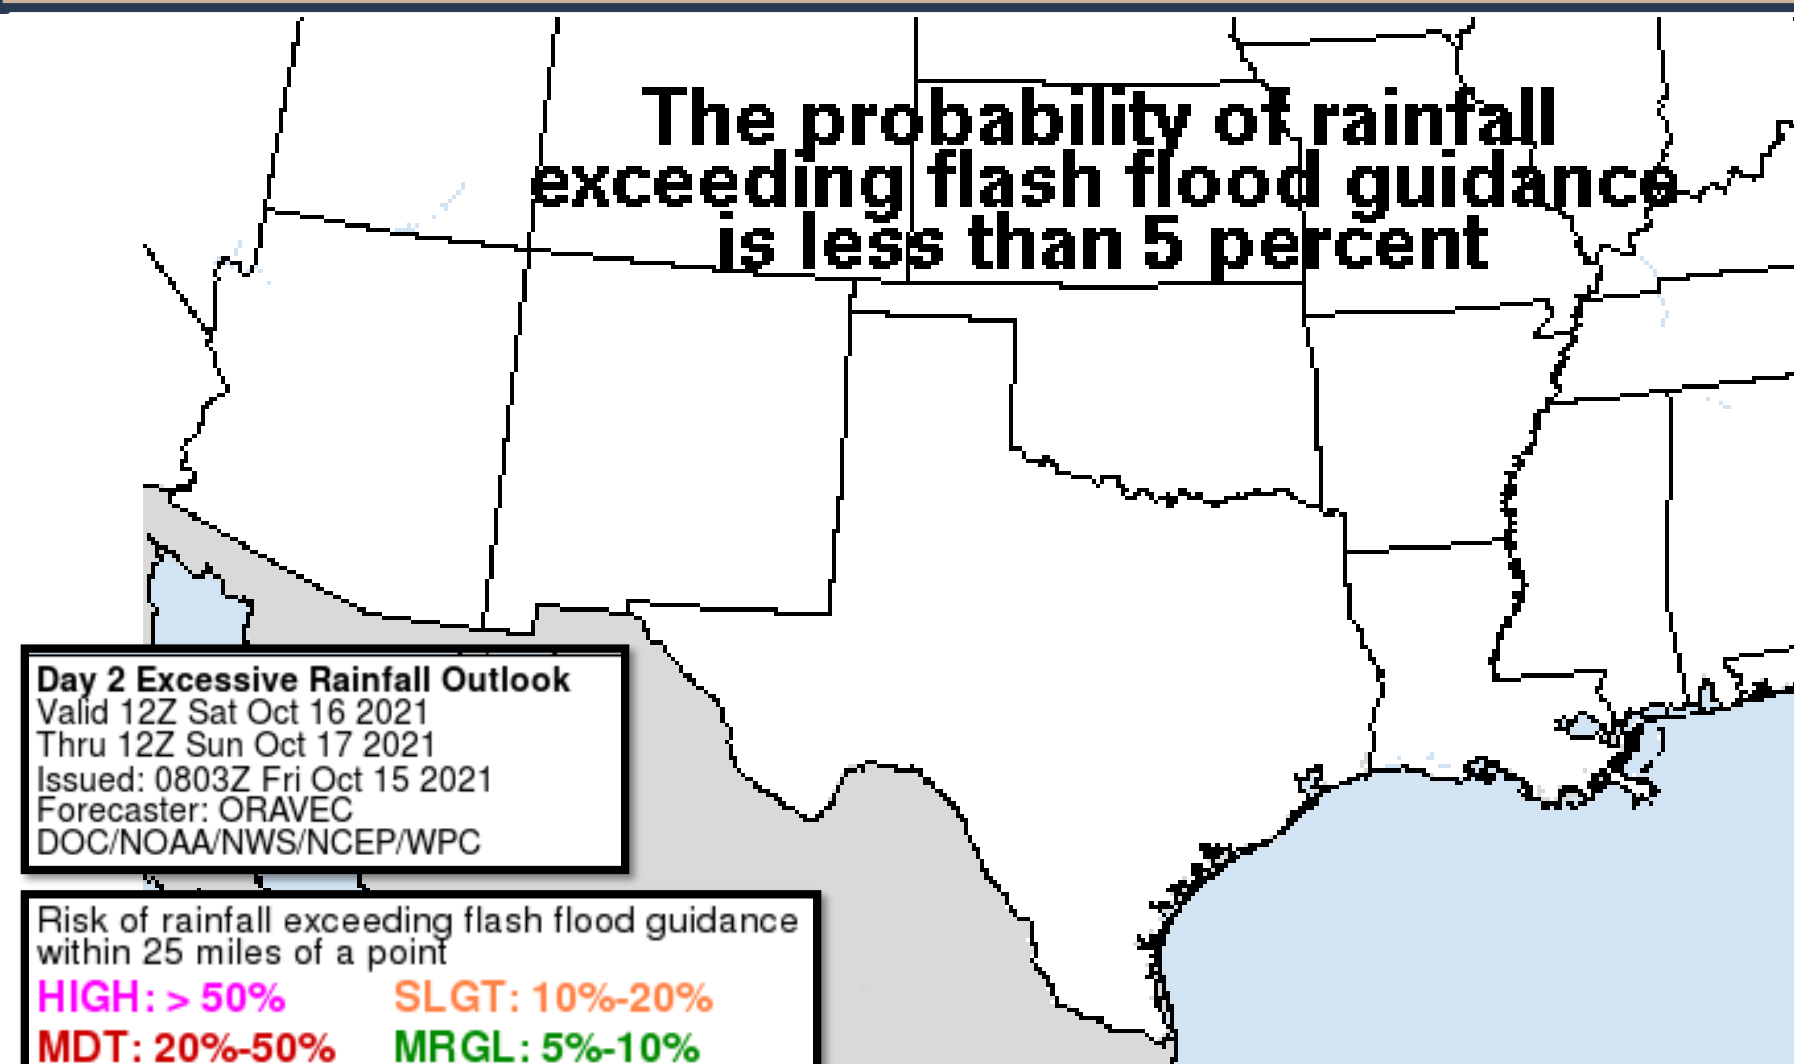 The probability of rainfall
exceeding flash flood guidance
is less than 5 percent
Day 2 Excessive Rainfall Outlook
Valid 12Z Sat Oct 16 2021
Thru 12Z Sun Oct 17 2021
Issued: 0803Z Fri Oct 15 2021
Forecaster: ORAVEC
DOC/NOAA/NWS/NCEP/WPC
Risk of rainfall exceeding flash flood guidance
within 25 miles of a point
HIGH: > 50% SLGT: 10%-20%
MDT: 20%-50% MRGL: 5%-10%